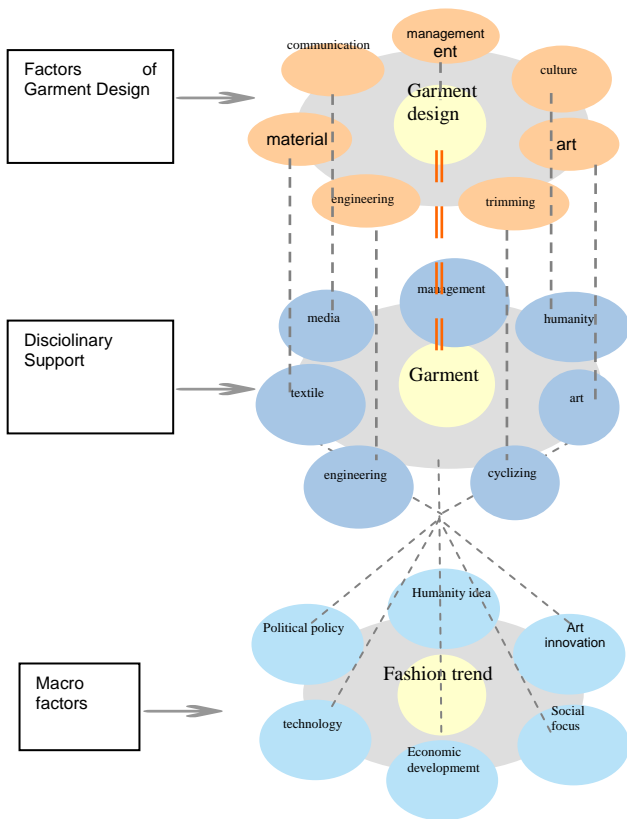 communication
management
ent
culture
Factors of
Garment Design
Garment
design
material
art
engineering
trimming
management
media
humanity
Disciolinary
Support
Garment
textile
art
engineering
cyclizing
Humanity idea
Political policy
Art
innovation
Macro
factors
Fashion trend
technology
Social
focus
Economic
developmemt